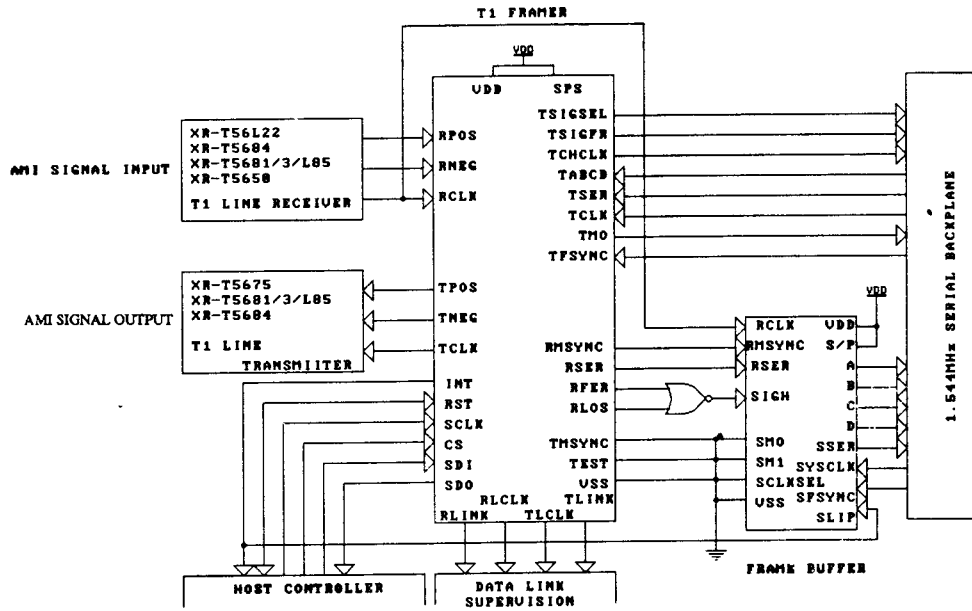 T1 FRAMER
VDD
VDB SPS
XR-T56L22
XR-T5684
XR-T5681/3/L85
XR-T5650
T1 LINE RECEIVER
AMI SIGNAL INPUT
RPOS
RNEG
RCLK
TSIGSEL
TSIGFR
TCHCLK
TABCD
TSER
TCLK
TMO
TFSYNC
XR-T5675
XR-T5681/3/L85
XR-T5684
T1 LINE
TRANSMIITER
AMI SIGNAL OUTPUT
TPOS
TNEG
TCLK
INT
RST
SCLK
CS
SDI
SDO
RMSYNC
RSER
RFER
RLOS
TMSYNC
TEST
VSS
RLCLK TLINK
RLINK TLCLK
VDD
RCLK VDD
RMSYNC S/P
RSER A
B
SIGH C
D
SSER
SM0
SM1 SYSCLK
SCLKSEL
VSS SFSYNC
SLIP
FRAME BUFFER
1.544MHz SERIAL BACKPLANE
HOST CONTROLLER
DATA LINK
SUPERVISION